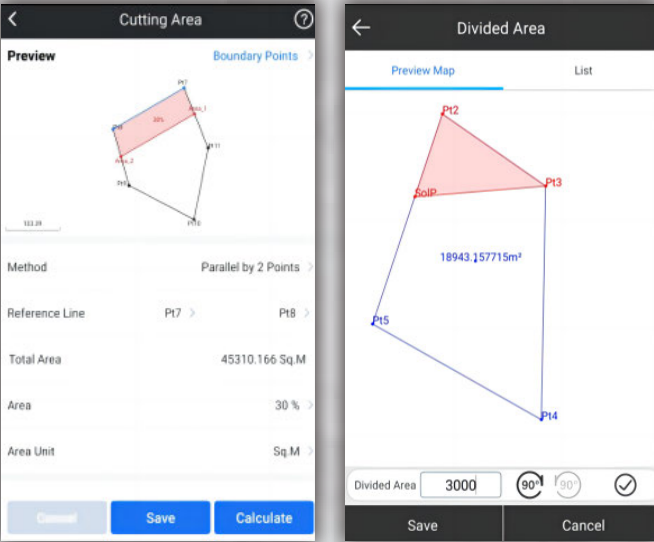 Cutting Area
Preview
Boundary Points
Pt7
Area_1
30%
Pt8
Area_2
Pt11
Pt9
Pt10
Method
Parallel by 2 Points
Reference Line
Pt7
Pt8
Total Area
45310.166 Sq.M
Area
30 %
Area Unit
Sq.M
Cancel
Save
Calculate
Divided Area
Preview Map
List
Pt2
Pt3
SolP
18943.157715m²
Pt5
Pt4
Divided Area
3000
90°
90°
Save
Cancel